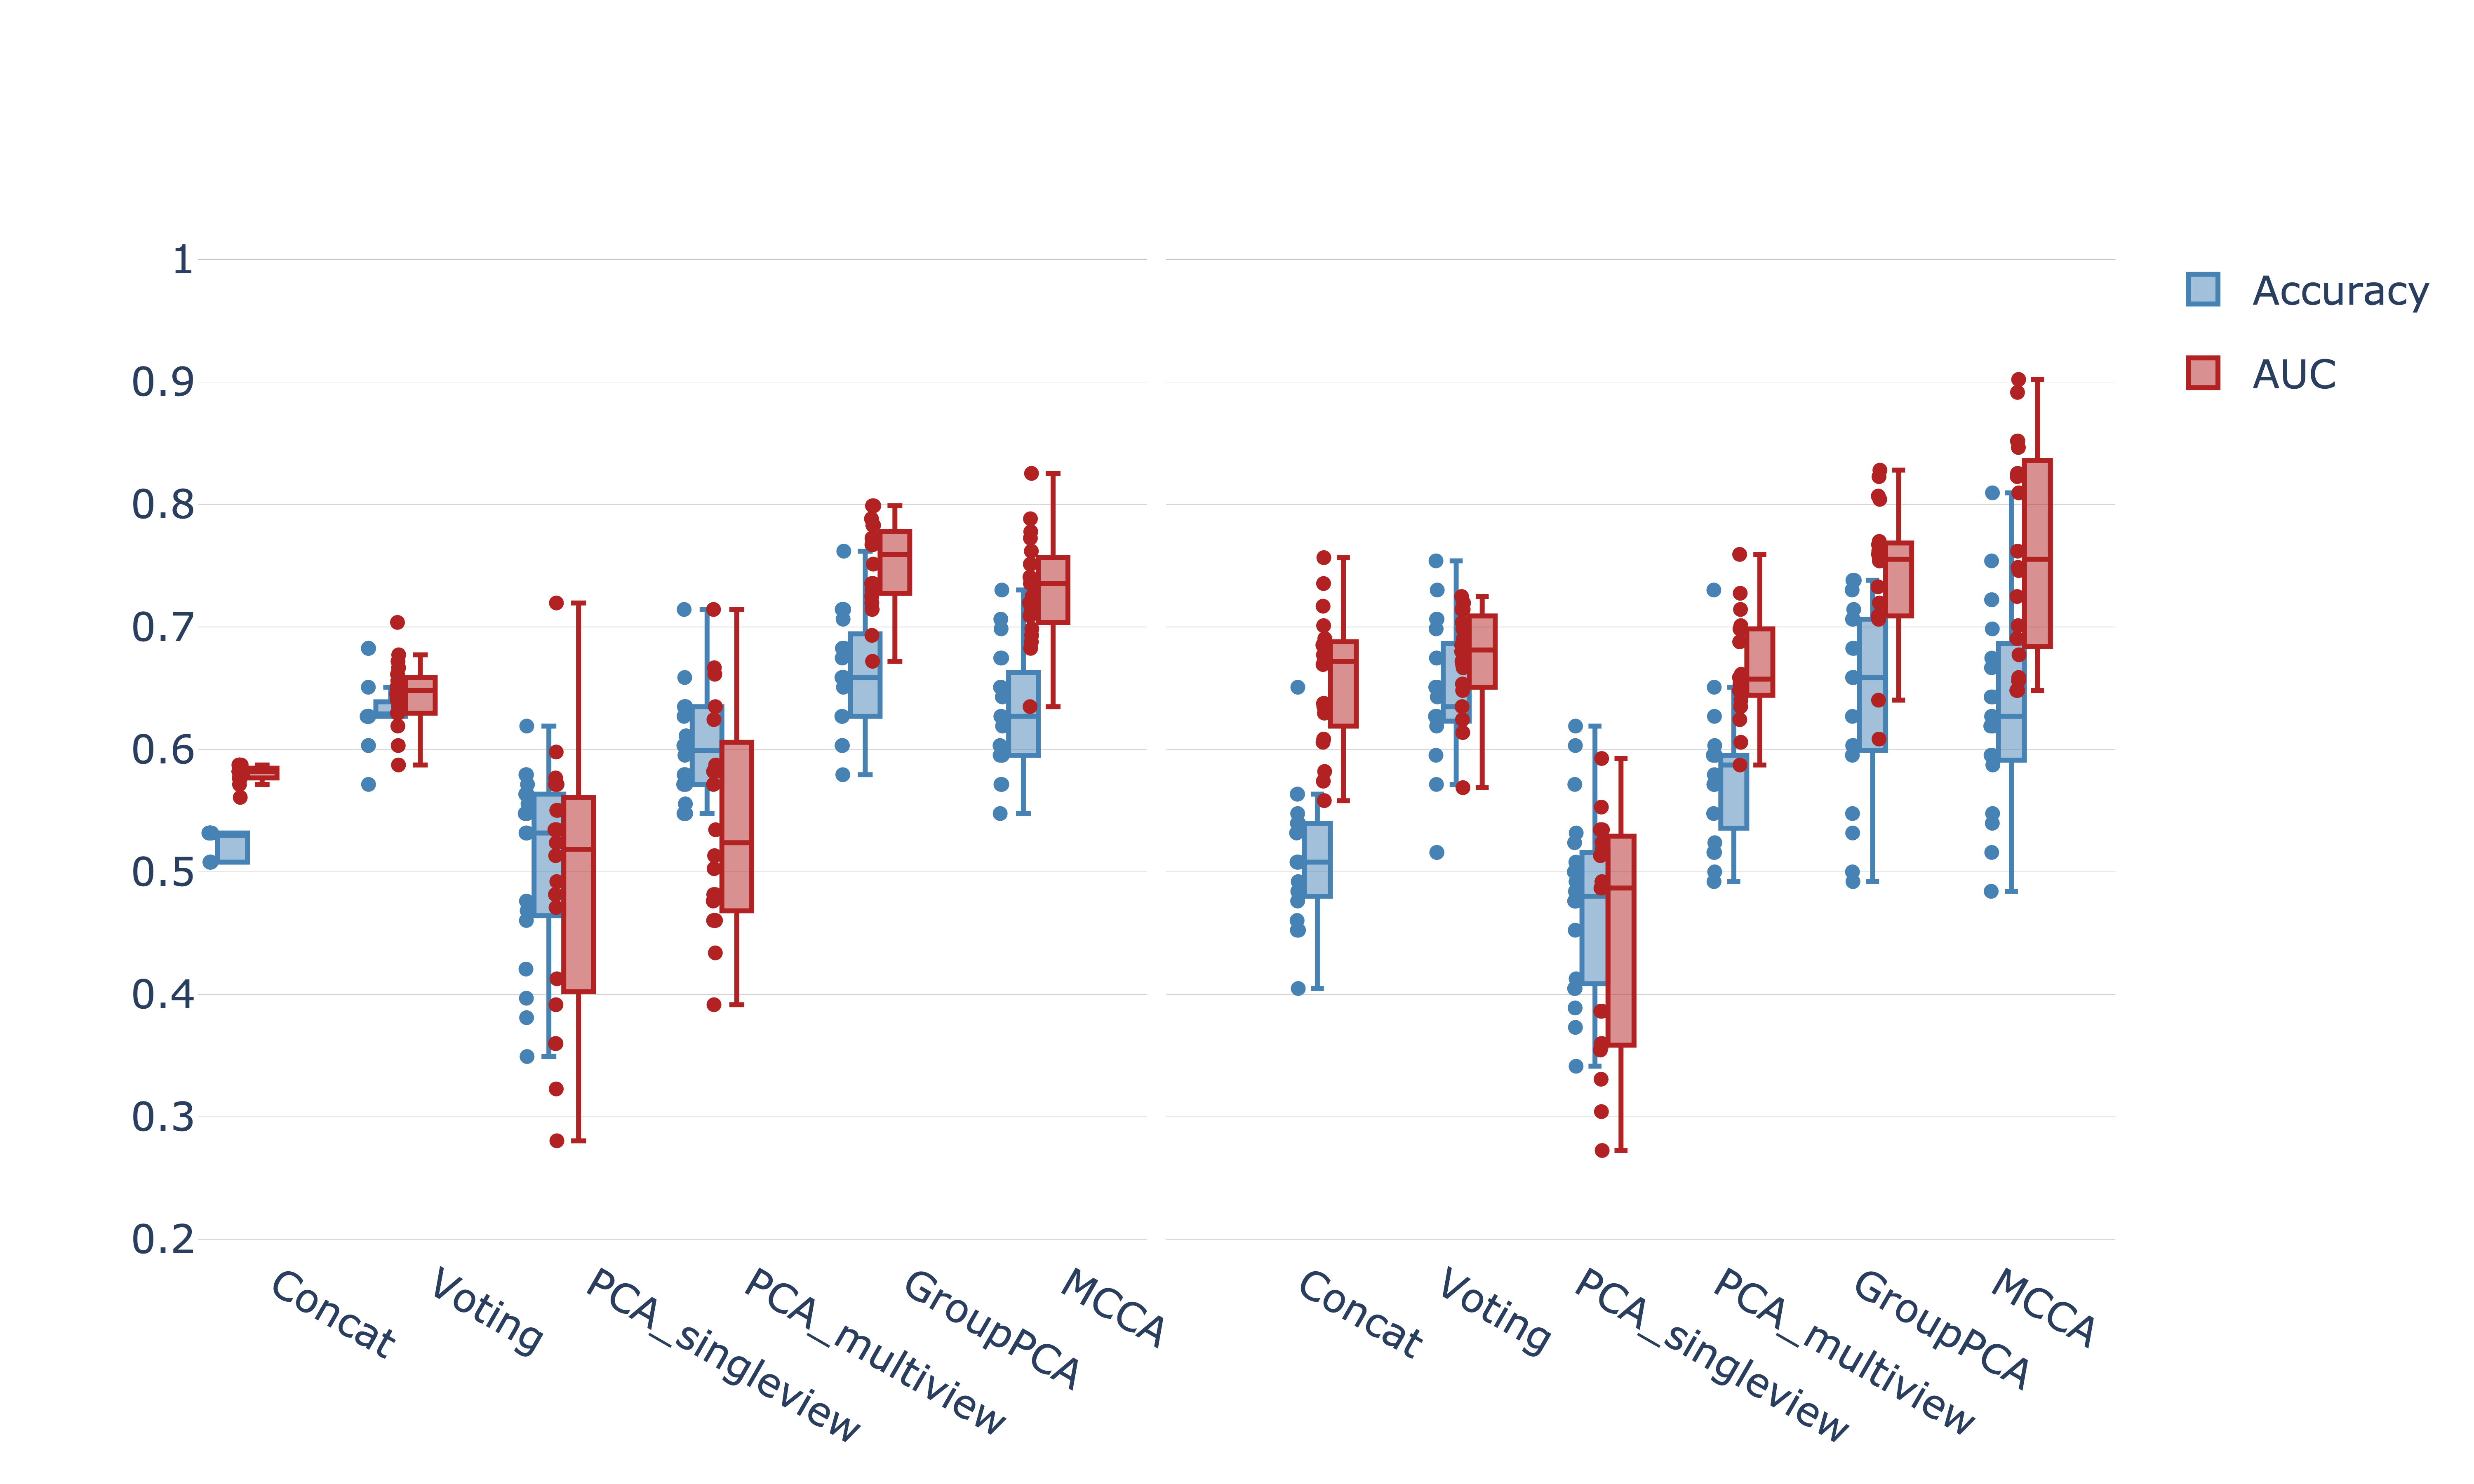 1
0.9
0.8
0.7
0.6
0.5
0.4
0.3
0.2
Concat
Voting
PCA_singleview
PCA_multiview
GroupPCA
MCCA
Concat
Voting
PCA_singleview
PCA_multiview
GroupPCA
MCCA
Accuracy
AUC